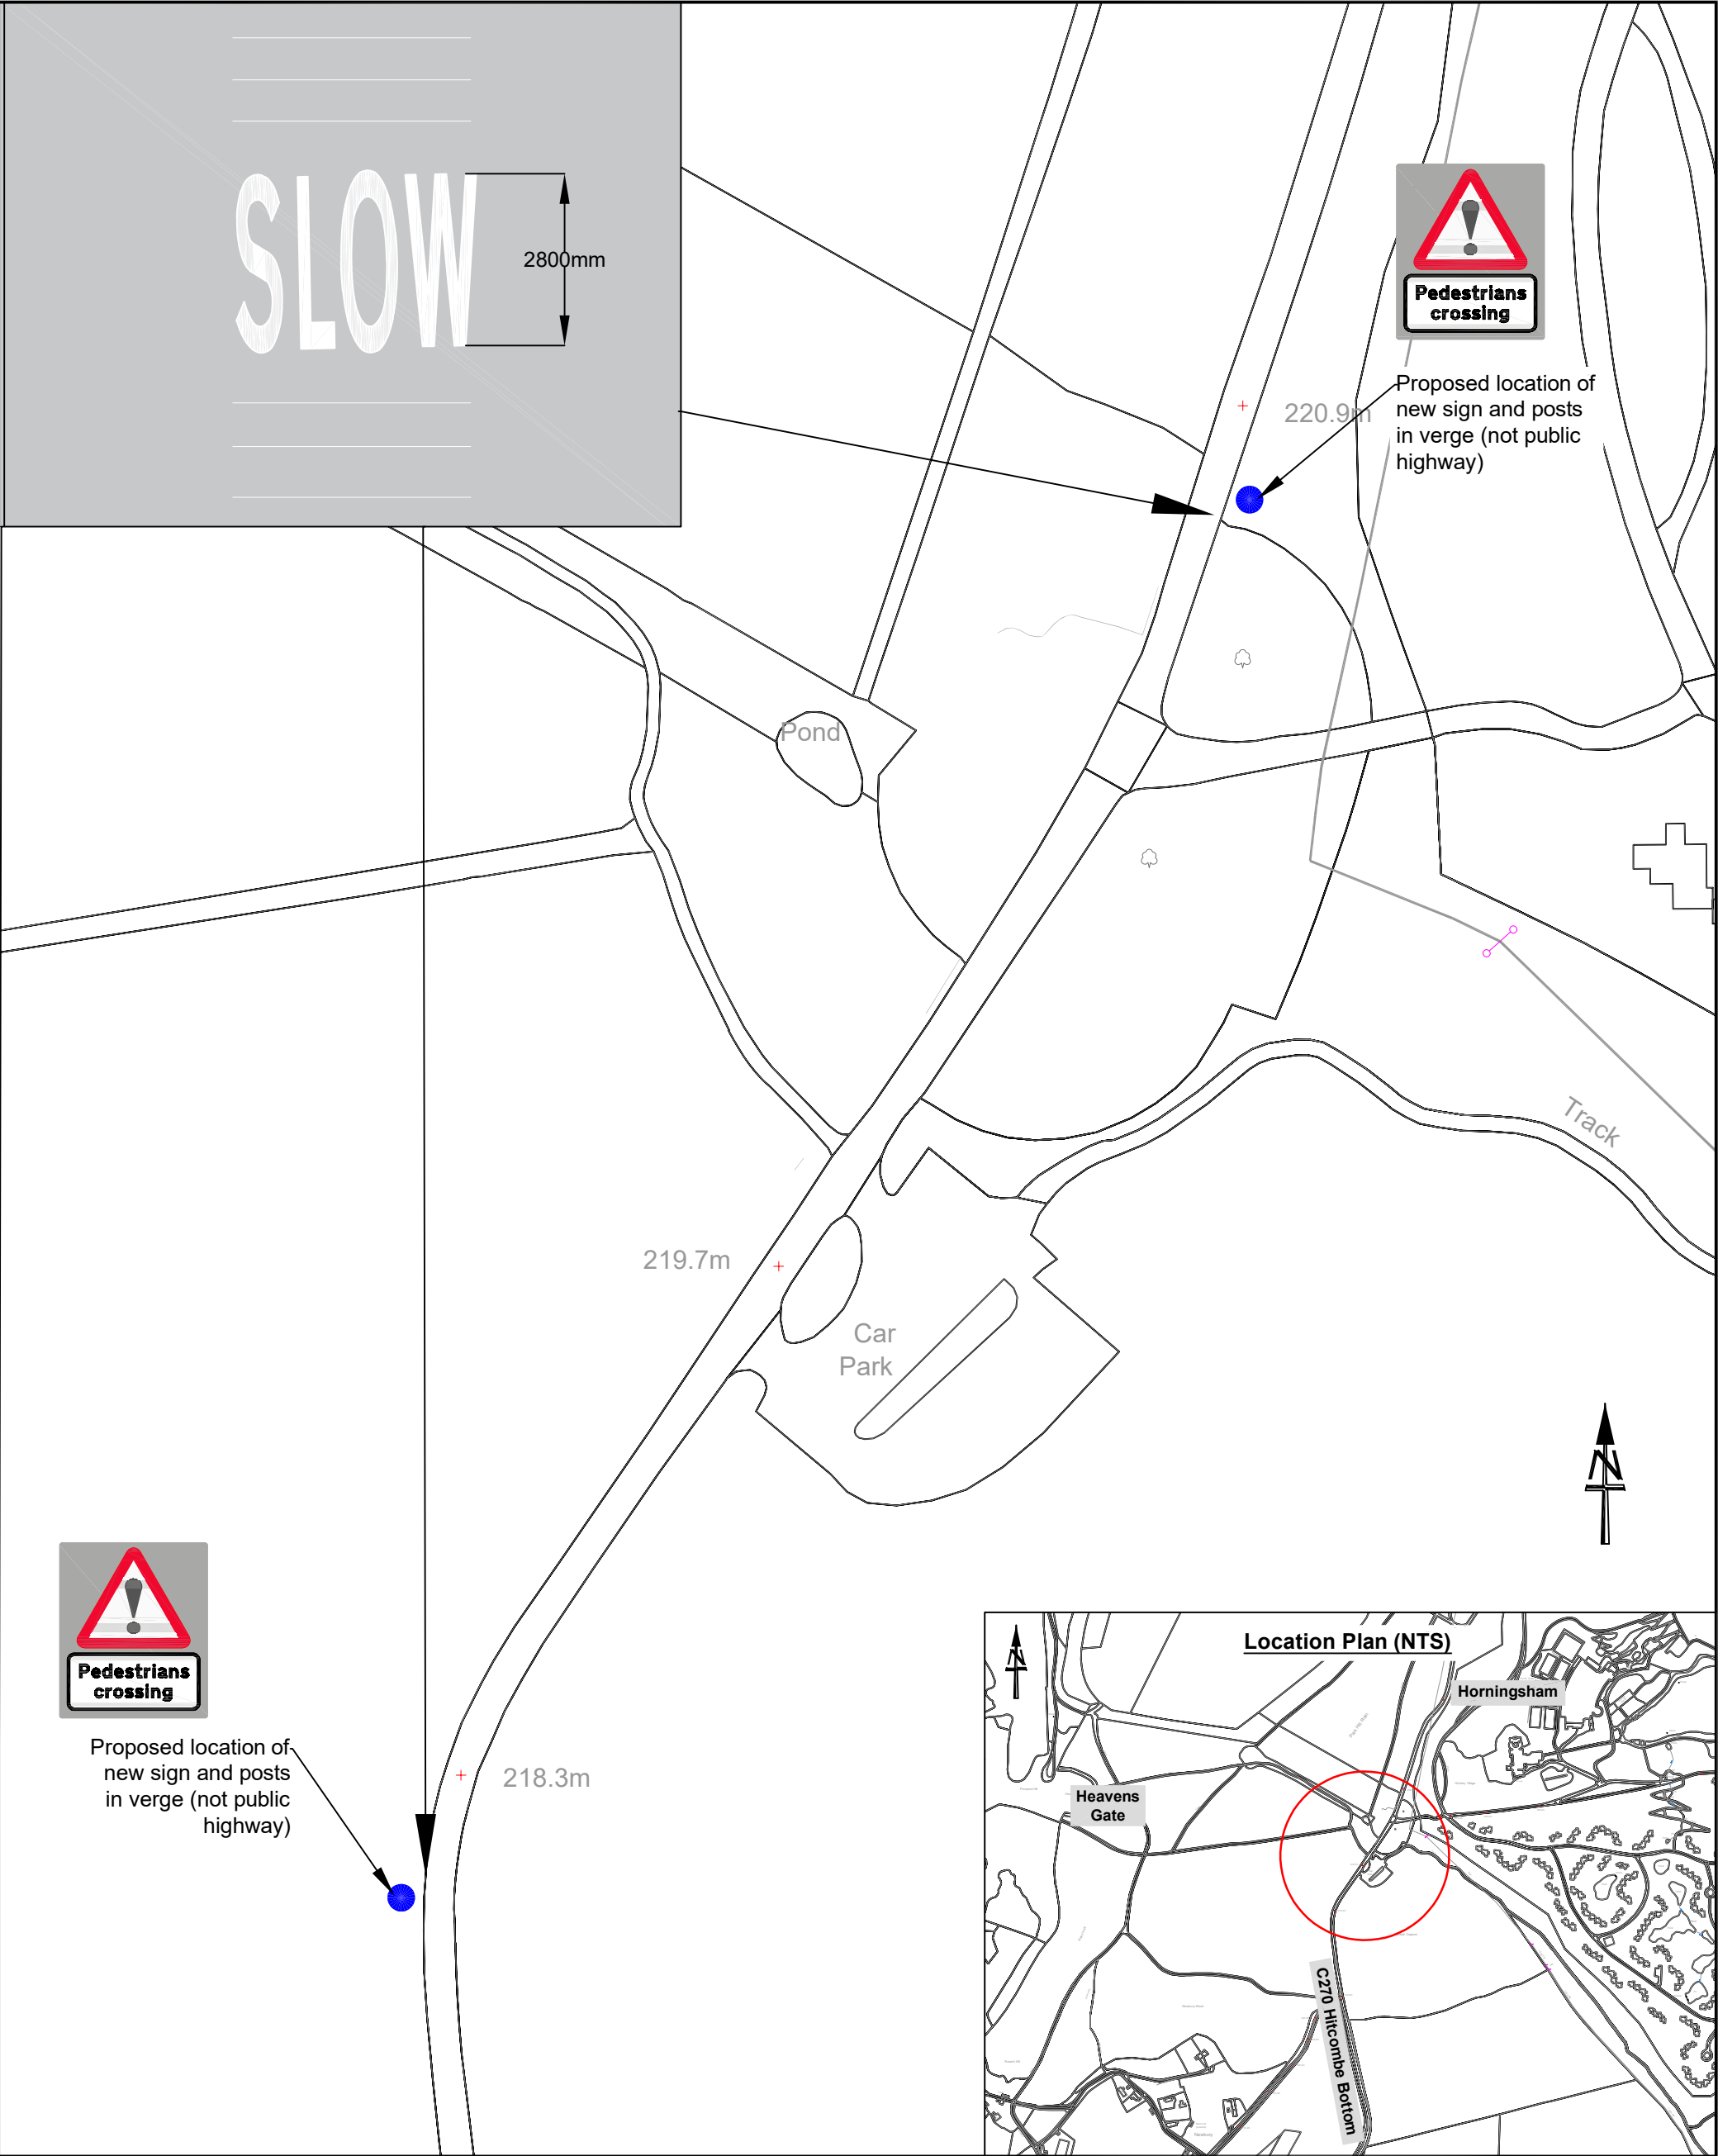 SLOW
2800mm
Pedestrians
crossing
Proposed location of
new sign and posts
in verge (not public
highway)
220.9m
Pond
Track
219.7m
Car
Park
N
Pedestrians
crossing
Proposed location of
new sign and posts
in verge (not public
highway)
218.3m
Location Plan (NTS)
N
Horningsham
Heavens
Gate
C270 Hitcombe Bottom